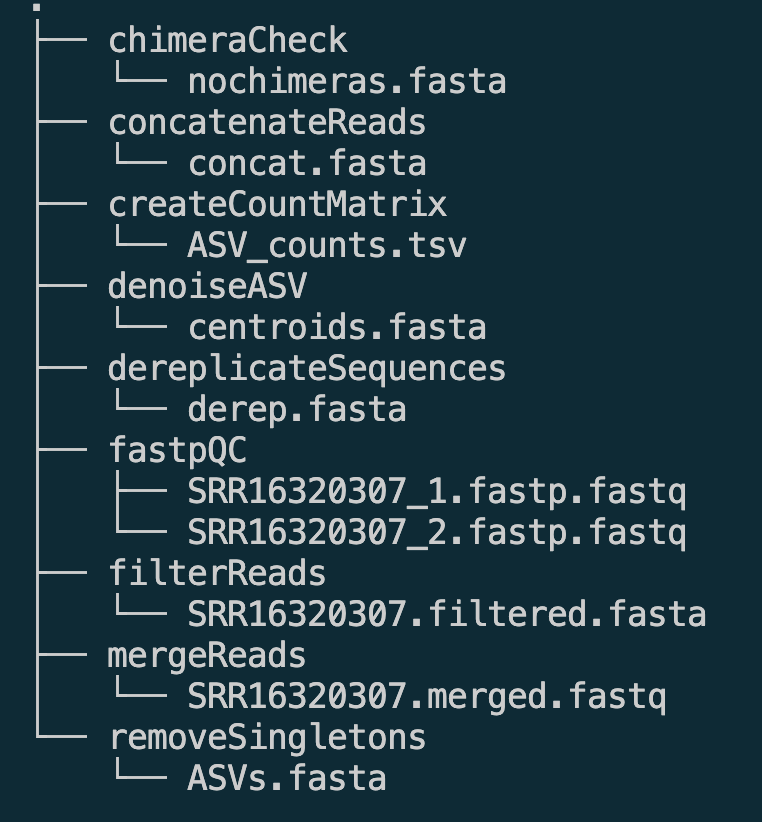 .
├── chimeraCheck
│   └── nochimeras.fasta
├── concatenateReads
│   └── concat.fasta
├── createCountMatrix
│   └── ASV_counts.tsv
├── denoiseASV
│   └── centroids.fasta
├── dereplicateSequences
│   └── derep.fasta
├── fastpQC
│   ├── SRR16320307_1.fastp.fastq
│   └── SRR16320307_2.fastp.fastq
├── filterReads
│   └── SRR16320307.filtered.fasta
├── mergeReads
│   └── SRR16320307.merged.fastq
└── removeSingletons
    └── ASVs.fasta